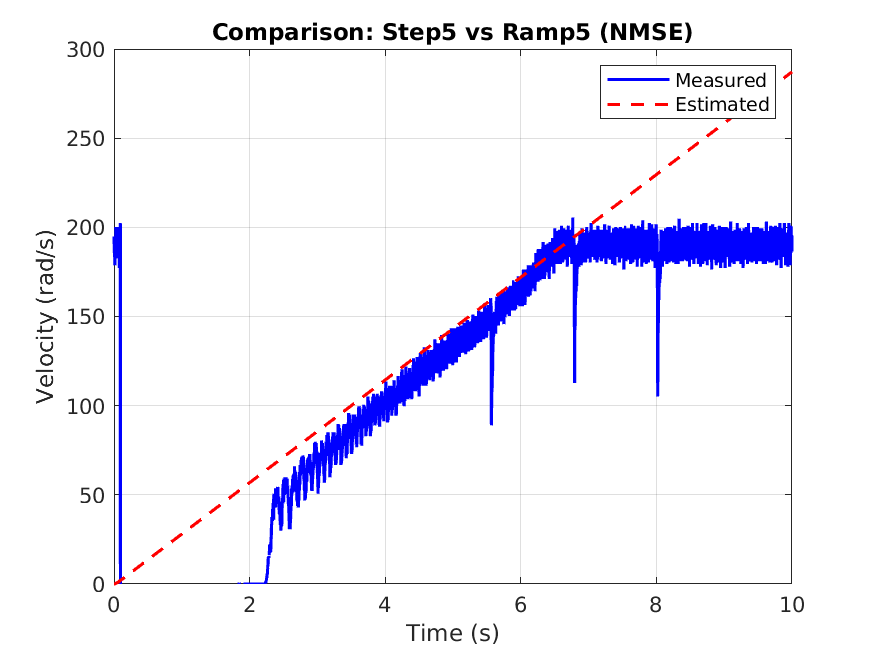 Comparison: Step5 vs Ramp5 (NMSE)
300
250
200
150
100
50
0
Velocity (rad/s)
Measured
Estimated
0 2 4 6 8 10
Time (s)